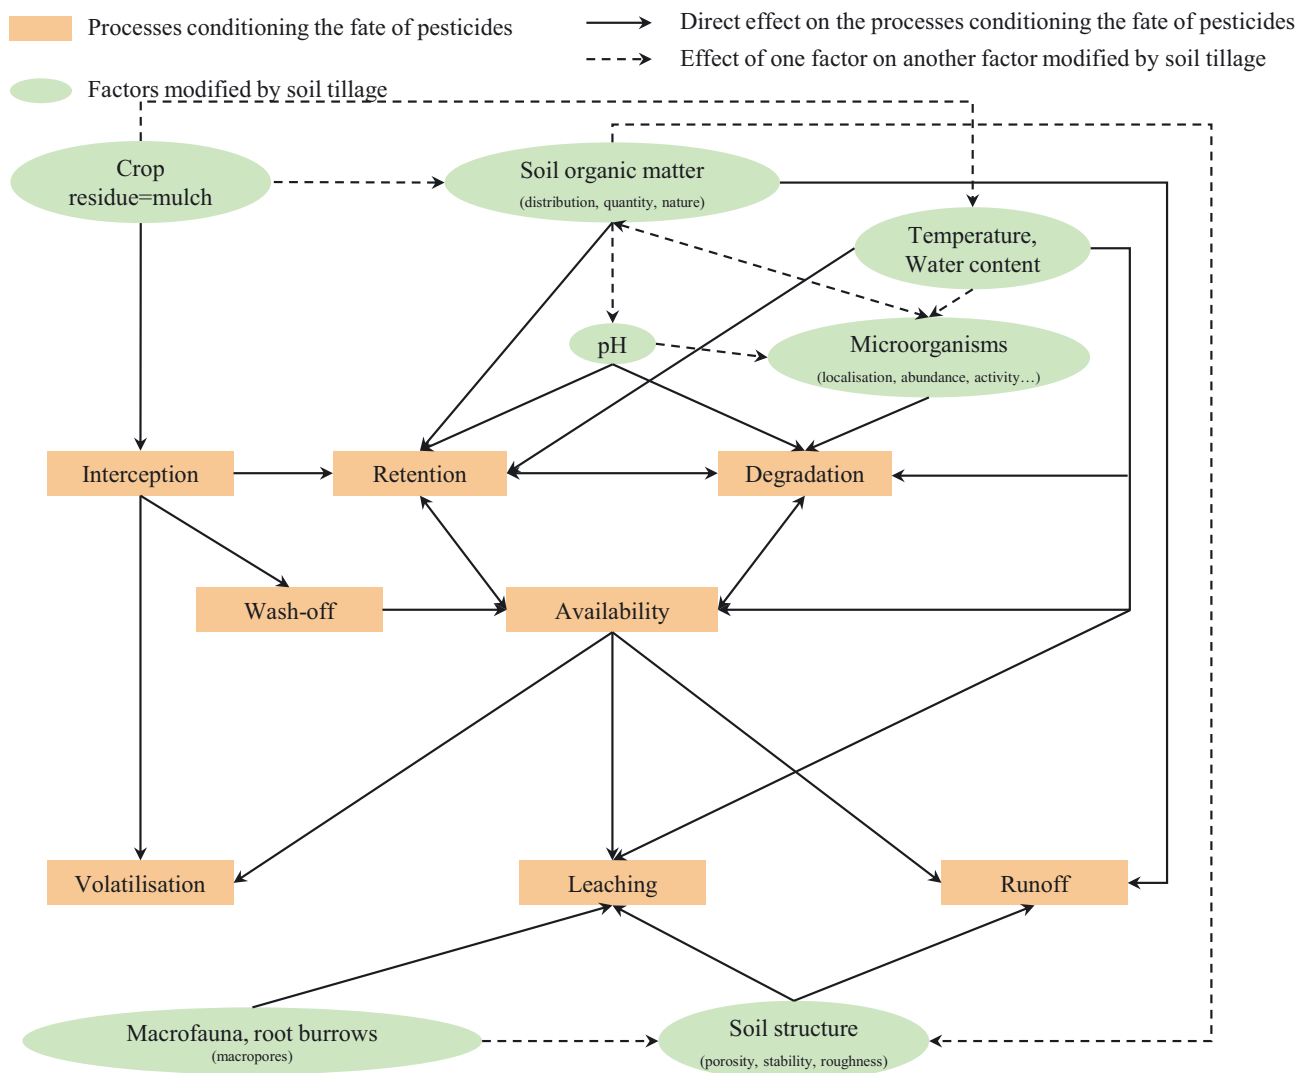 Processes conditioning the fate of pesticides
Direct effect on the processes conditioning the fate of pesticides
Effect of one factor on another factor modified by soil tillage
Factors modified by soil tillage
Crop
residue=mulch
Soil organic matter
(distribution, quantity, nature)
Temperature,
Water content
pH
Microorganisms
(localisation, abundance, activity…)
Interception
Retention
Degradation
Wash-off
Availability
Volatilisation
Leaching
Runoff
Macrofauna, root burrows
(macropores)
Soil structure
(porosity, stability, roughness)